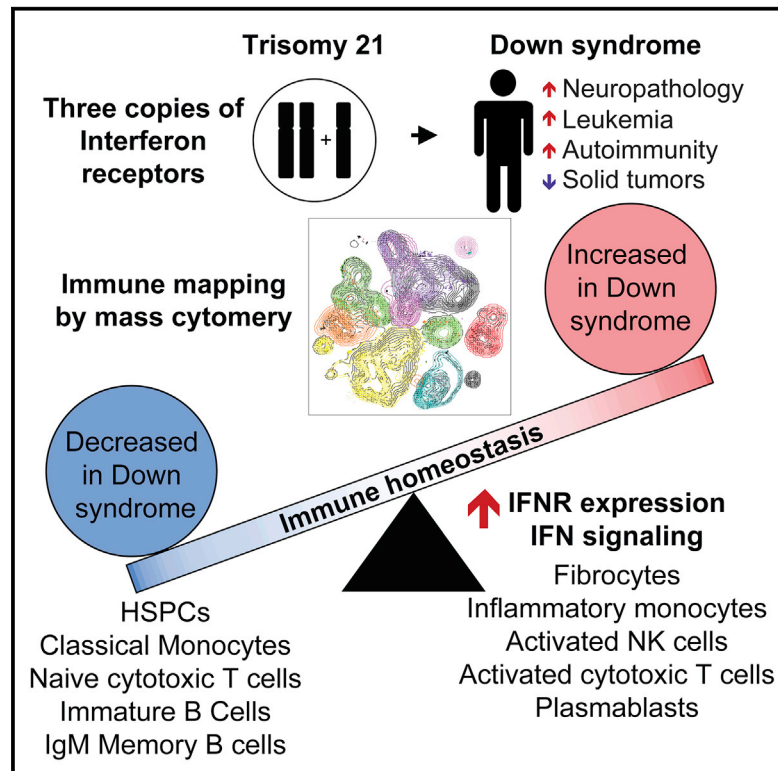 Trisomy 21
Down syndrome
Three copies of
Interferon
receptors
+
Neuropathology
Leukemia
Autoimmunity
Solid tumors
Immune mapping
by mass cytomery
Increased
in Down
syndrome
Decreased
in Down
syndrome
Immune homeostasis
IFNR expression
IFN signaling
HSPCs
Classical Monocytes
Naive cytotoxic T cells
Immature B Cells
IgM Memory B cells
Fibrocytes
Inflammatory monocytes
Activated NK cells
Activated cytotoxic T cells
Plasmablasts